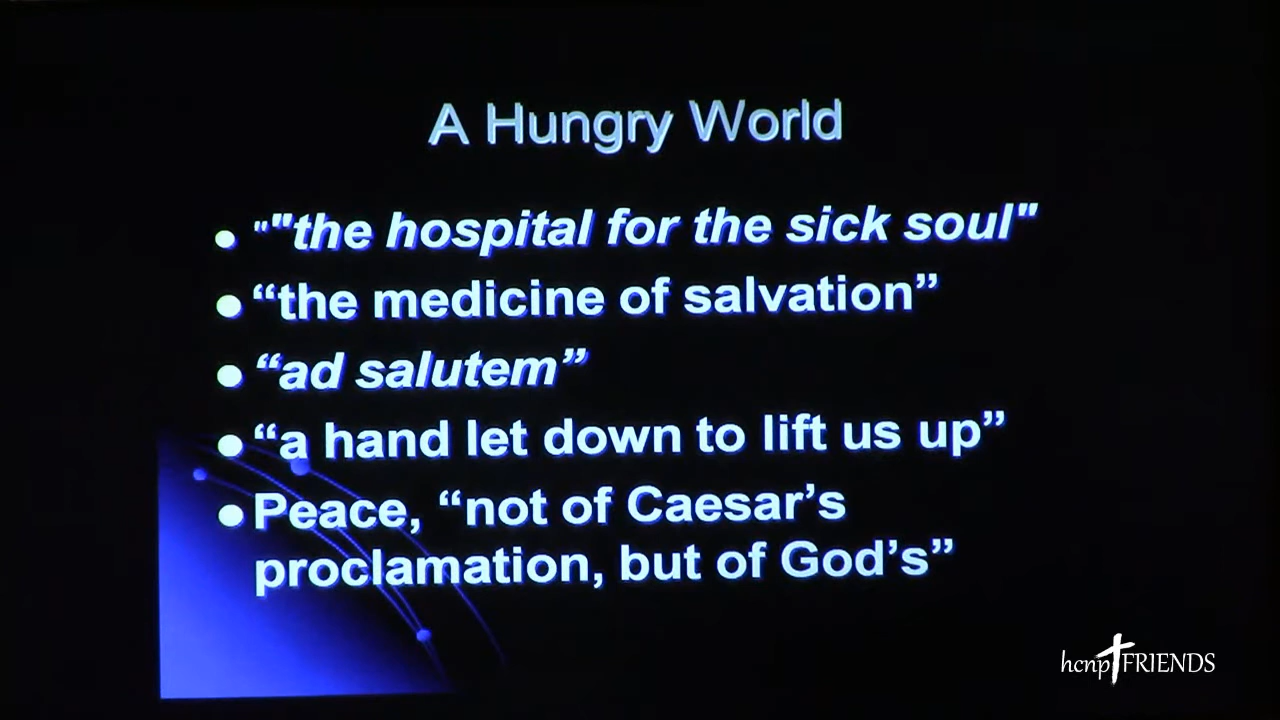 A Hungry World
• ""the hospital for the sick soul"
• “the medicine of salvation”
• “ad salutem”
• “a hand let down to lift us up”
• Peace, “not of Caesar’s
proclamation, but of God’s”
hcnp FRIENDS